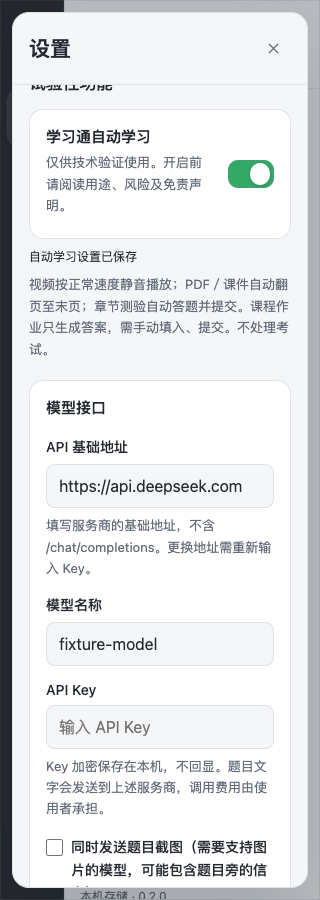 设置
试验性功能
学习通自动学习
仅供技术验证使用。开启前
请阅读用途、风险及免责声
明。
自动学习设置已保存
视频按正常速度静音播放；PDF / 课件自动翻
页至末页；章节测验自动答题并提交。课程作
业只生成答案，需手动填入、提交。不处理考
试。
模型接口
API 基础地址
https://api.deepseek.com
填写服务商的基础地址，不含
/chat/completions。更换地址需重新输
入 Key。
模型名称
fixture-model
API Key
输入 API Key
Key 加密保存在本机，不回显。题目文
字会发送到上述服务商，调用费用由使
用者承担。
同时发送题目截图（需要支持图
片的模型，可能包含题目旁的信
本机存储 · 0.2.0